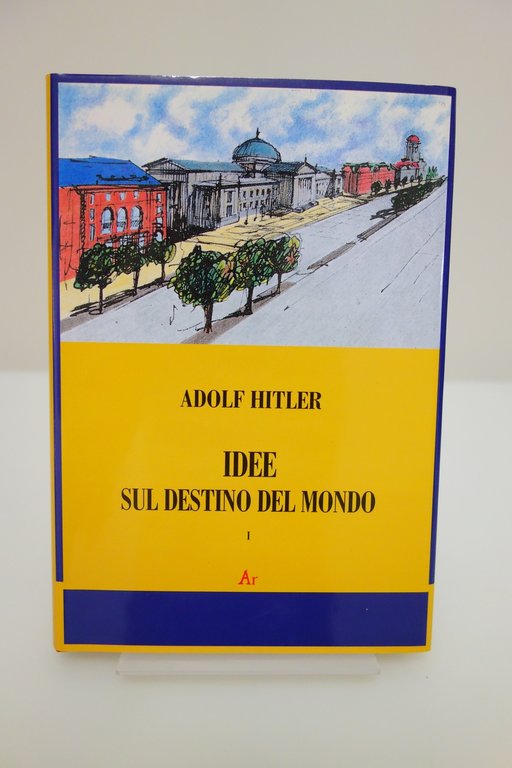 ADOLF HITLER
IDEE
SUL DESTINO DEL MONDO
I
Ar